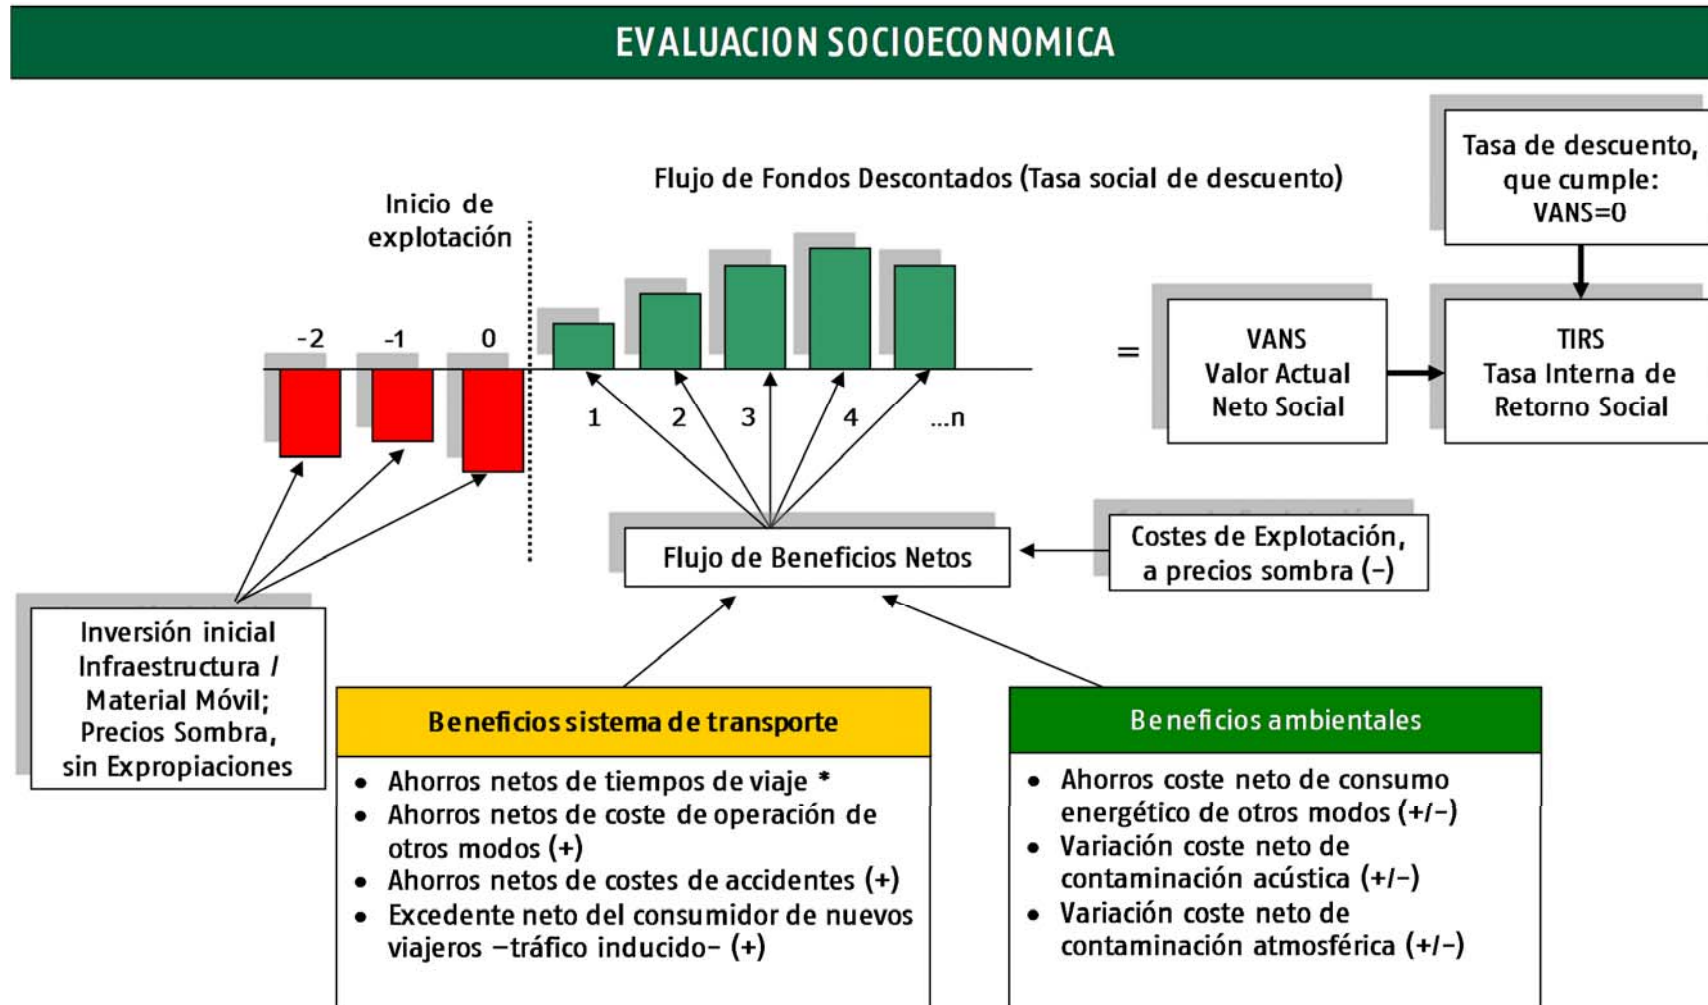 EVALUACION SOCIOECONOMICA
Tasa de descuento,
que cumple:
VANS=0
Flujo de Fondos Descontados (Tasa social de descuento)
Inicio de
explotación
-2
-1
0
1
2
3
4
...n
=
VANS
Valor Actual
Neto Social
TIRS
Tasa Interna de
Retorno Social
Flujo de Beneficios Netos
Costes de Explotación,
a precios sombra (-)
Inversión inicial
Infraestructura /
Material Móvil;
Precios Sombra,
sin Expropiaciones
Beneficios sistema de transporte
• Ahorros netos de tiempos de viaje *
• Ahorros netos de coste de operación de
otros modos (+)
• Ahorros netos de costes de accidentes (+)
• Excedente neto del consumidor de nuevos
viajeros –tráfico inducido- (+)
Beneficios ambientales
• Ahorros coste neto de consumo
energético de otros modos (+/-)
• Variación coste neto de
contaminación acústica (+/-)
• Variación coste neto de
contaminación atmosférica (+/-)